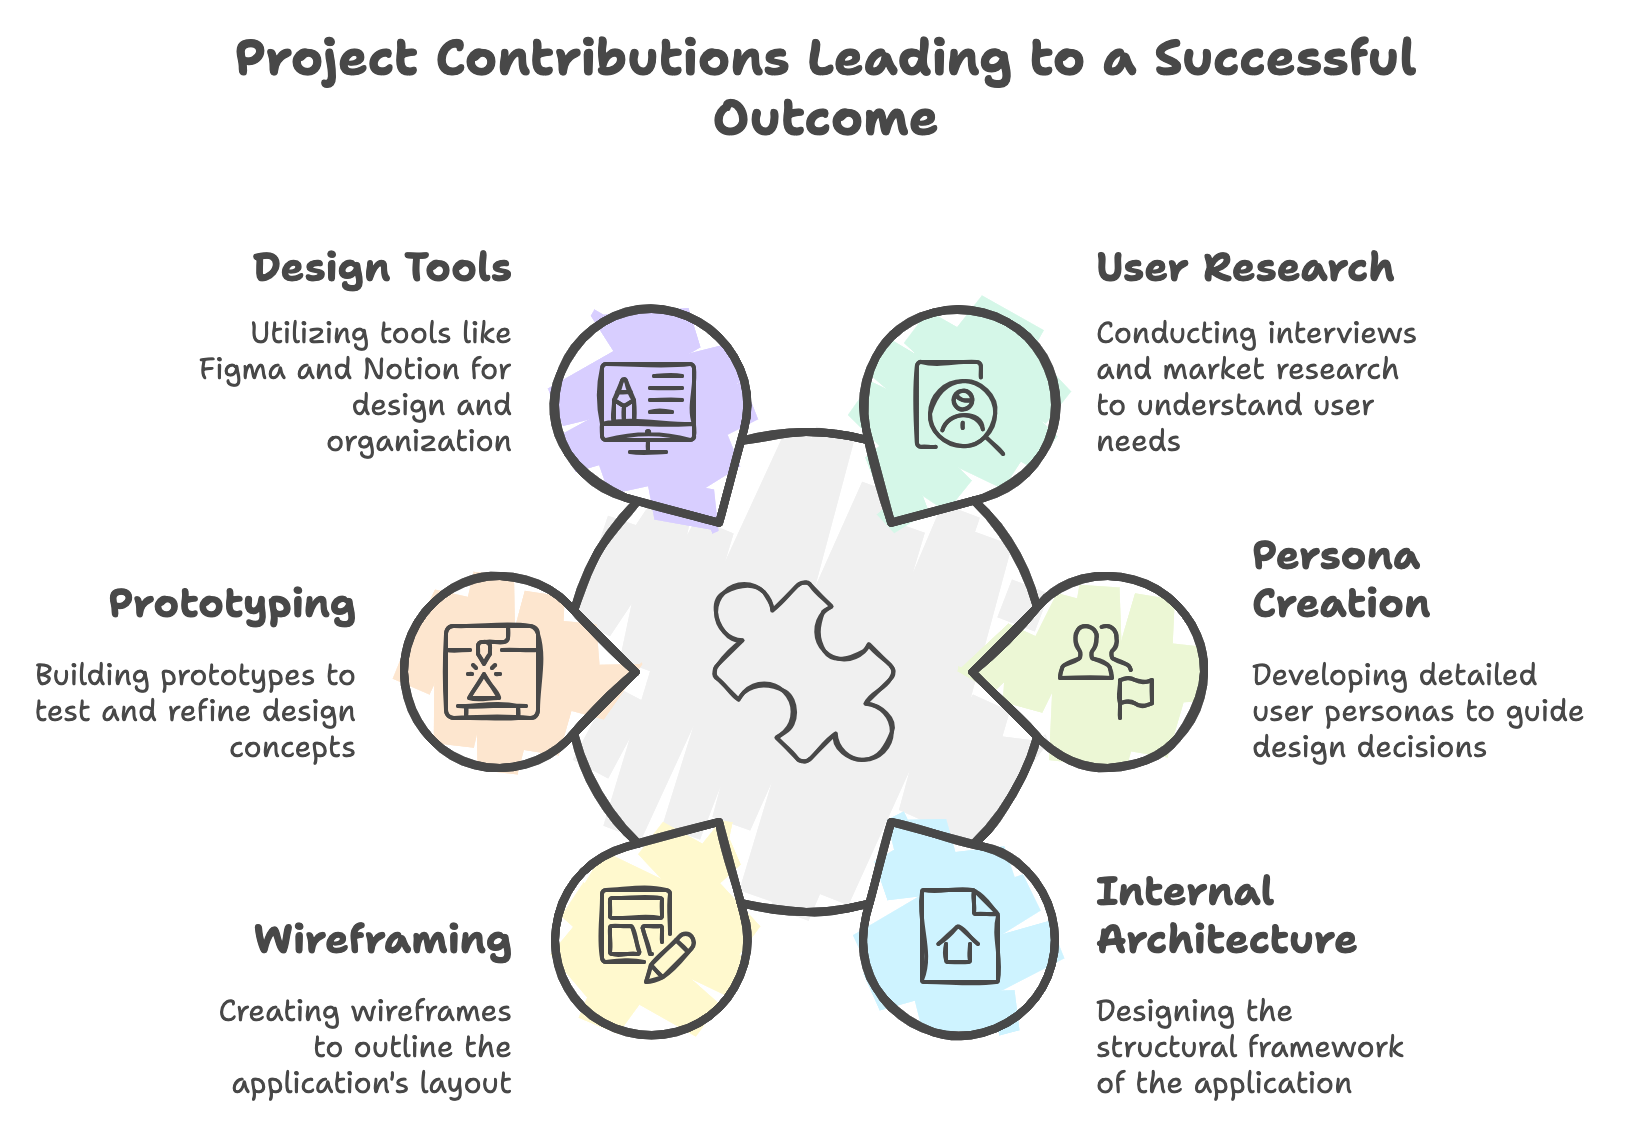 Project Contributions Leading to a Successful
Outcome
Design Tools
Utilizing tools like
Figma and Notion for
design and
organization
User Research
Conducting interviews
and market research
to understand user
needs
Prototyping
Building prototypes to
test and refine design
concepts
Persona
Creation
Developing detailed
user personas to guide
design decisions
Wireframing
Creating wireframes
to outline the
application's layout
Internal
Architecture
Designing the
structural framework
of the application